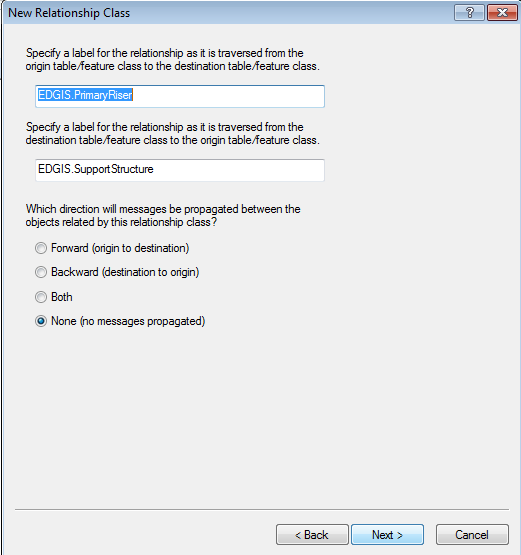 New Relationship Class
?
Specify a label for the relationship as it is traversed from the
origin table/feature class to the destination table/feature class.
EDGIS.PrimaryRiser
Specify a label for the relationship as it is traversed from the
destination table/feature class to the origin table/feature class.
EDGIS.SupportStructure
Which direction will messages be propagated between the
objects related by this relationship class?
Forward (origin to destination)
Backward (destination to origin)
Both
None (no messages propagated)
< Back Next > Cancel